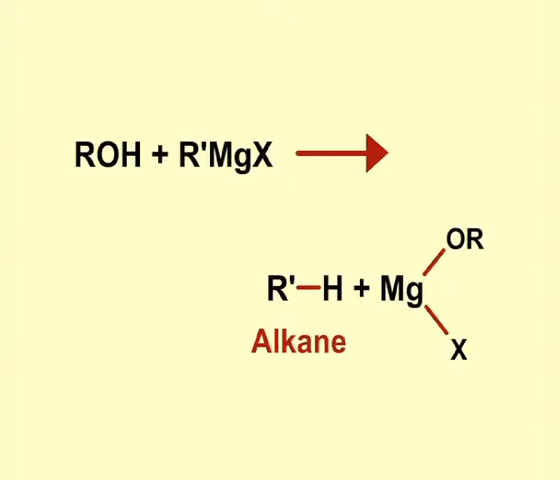 ROH + R'MgX
OR
R'–H + Mg
Alkane
X